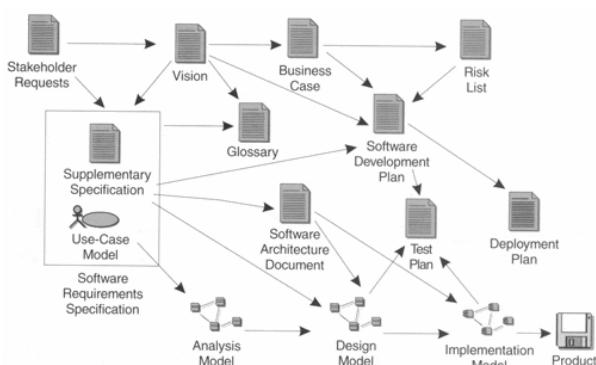 Stakeholder
Requests
Vision
Business
Case
Risk
List
Glossary
Software
Development
Plan
Supplementary
Specification
Use-Case
Model
Software
Requirements
Specification
Software
Architecture
Document
Test
Plan
Deployment
Plan
Analysis
Model
Design
Model
Implementation
Model
Product